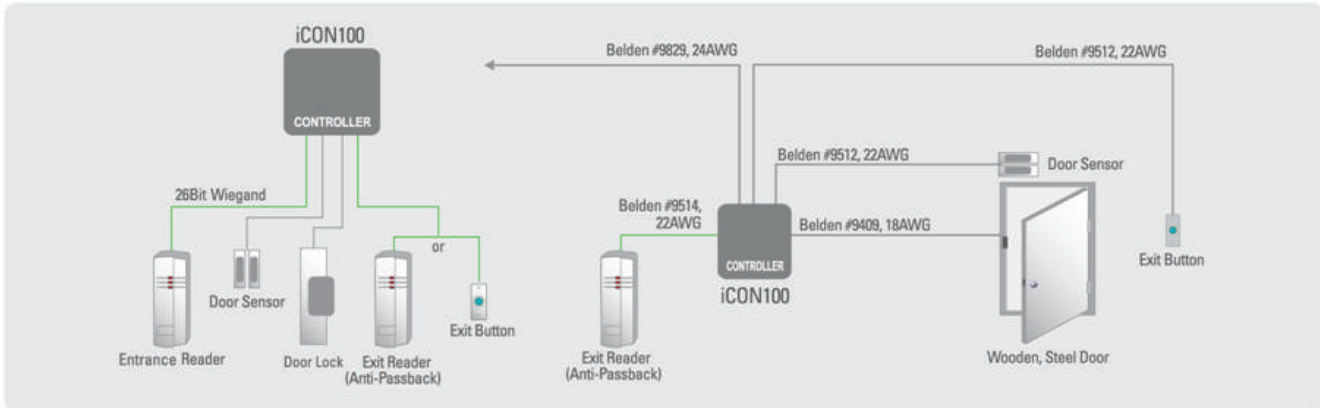 iCON100
CONTROLLER
26Bit Wiegand
or
Entrance Reader
Door Sensor
Door Lock
Exit Reader
(Anti-Passback)
Exit Button
Belden #9829, 24AWG
Belden #9512, 22AWG
Belden #9512, 22AWG
Door Sensor
Belden #9514,
22AWG
Belden #9409, 18AWG
CONTROLLER
iCON100
Exit Button
Exit Reader
(Anti-Passback)
Wooden, Steel Door